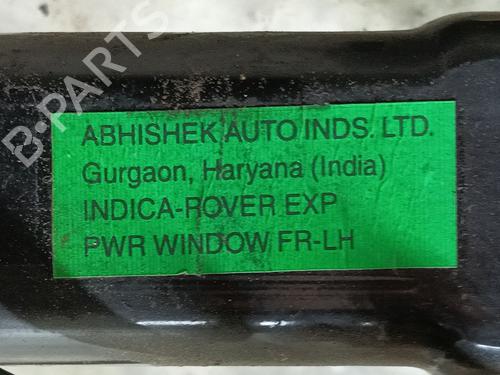 ABHISHEK AUTO INDS. LTD.
Gurgaon, Haryana (India)
INDICA-ROVER EXP
PWR WINDOW FR-LH
B-PARTS